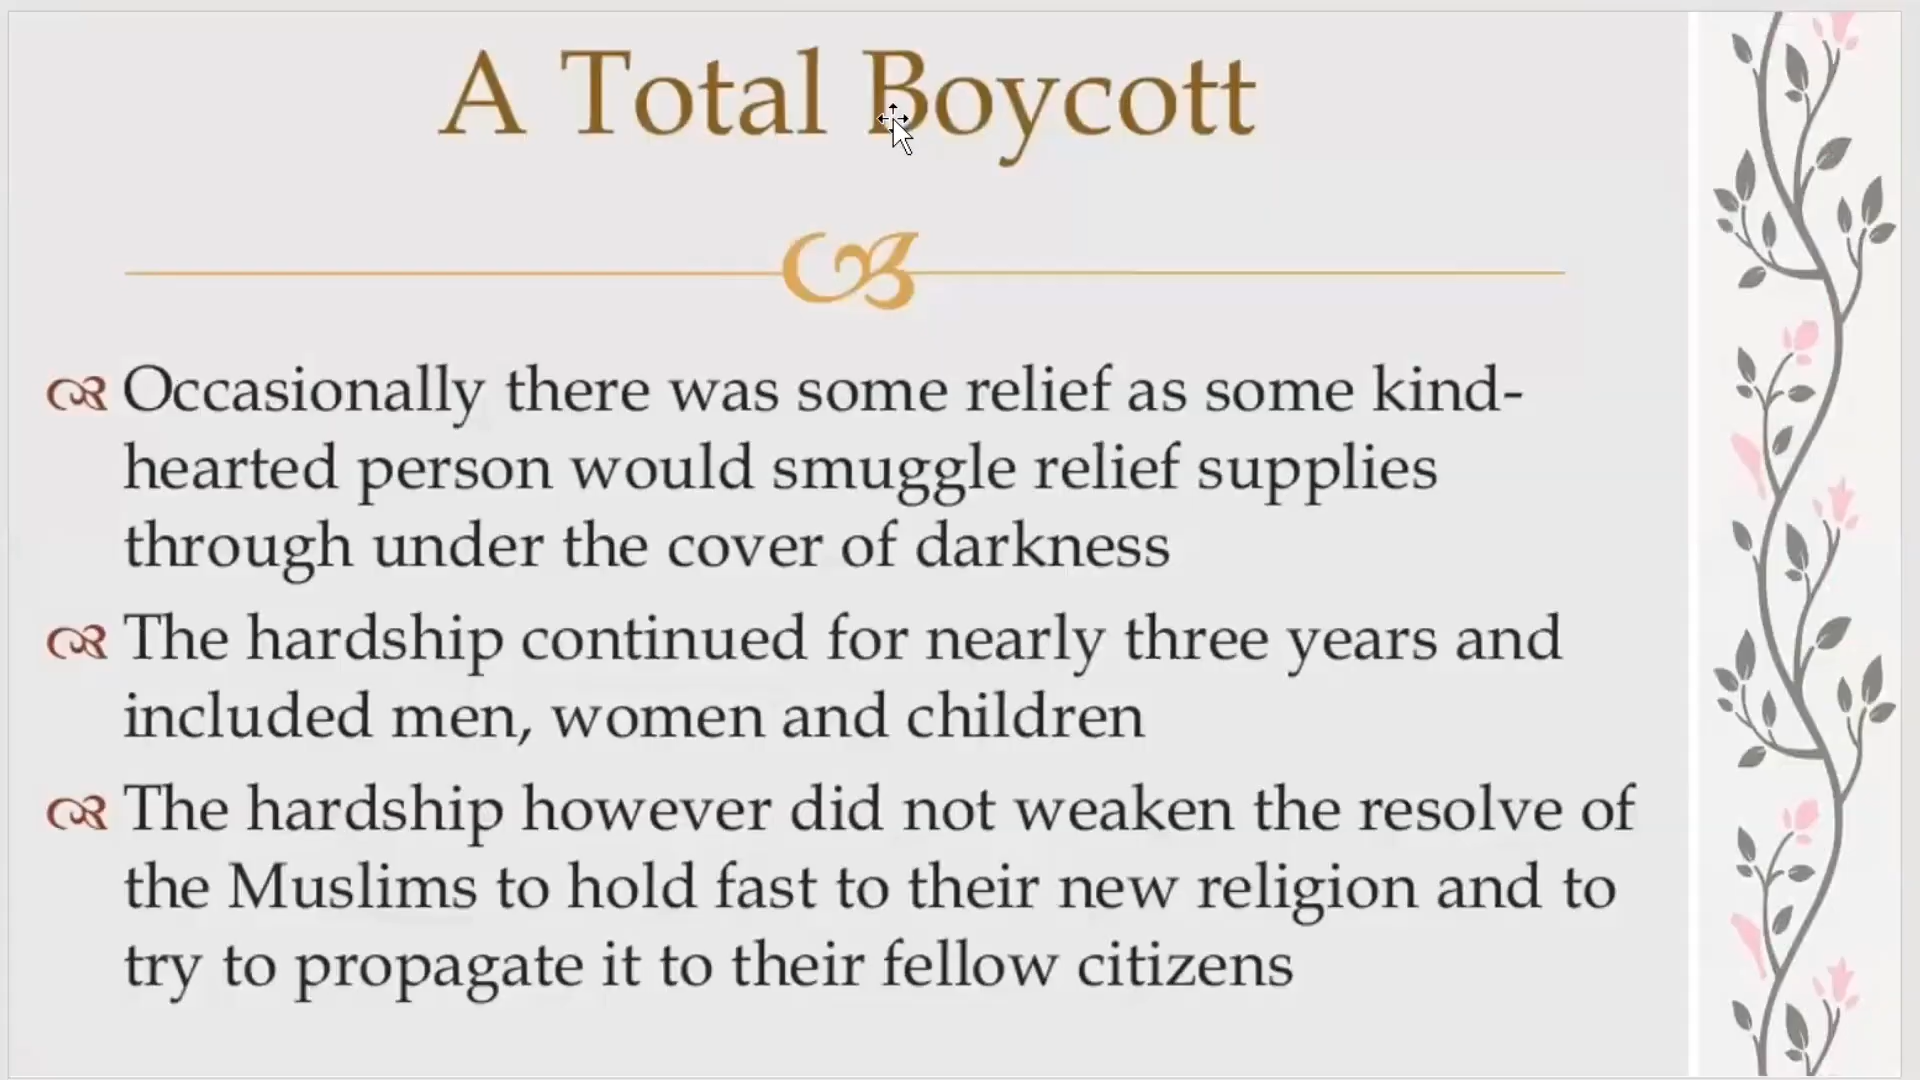 A Total Boycott
Occasionally there was some relief as some kind-
hearted person would smuggle relief supplies
through under the cover of darkness
The hardship continued for nearly three years and
included men, women and children
The hardship however did not weaken the resolve of
the Muslims to hold fast to their new religion and to
try to propagate it to their fellow citizens